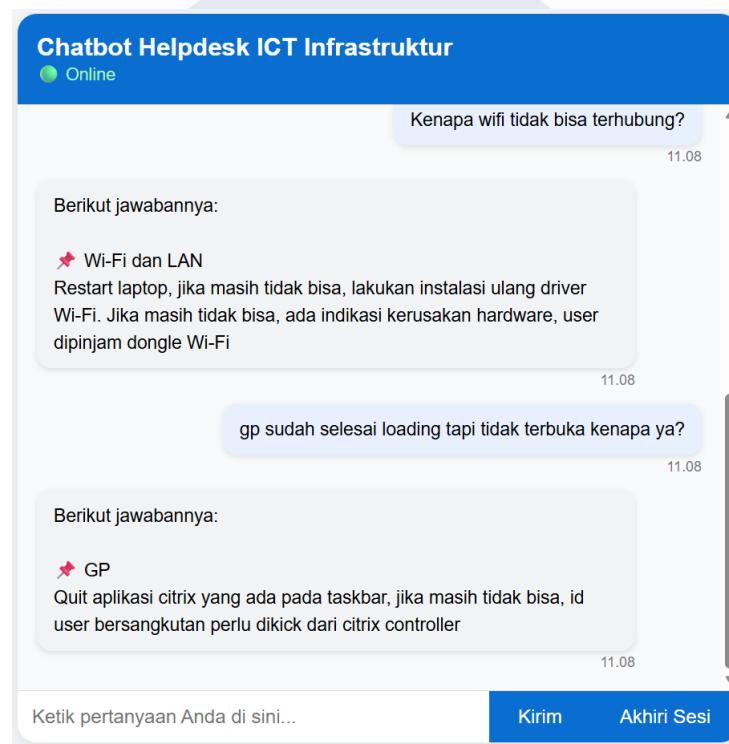 Chatbot Helpdesk ICT Infrastruktur
Online
Kenapa wifi tidak bisa terhubung?
11.08
Berikut jawabannya:
📌 Wi-Fi dan LAN
Restart laptop, jika masih tidak bisa, lakukan instalasi ulang driver
Wi-Fi. Jika masih tidak bisa, ada indikasi kerusakan hardware, user
dipinjam dongle Wi-Fi
11.08
gp sudah selesai loading tapi tidak terbuka kenapa ya?
11.08
Berikut jawabannya:
📌 GP
Quit aplikasi citrix yang ada pada taskbar, jika masih tidak bisa, id
user bersangkutan perlu dikick dari citrix controller
11.08
Ketik pertanyaan Anda di sini...
Kirim
Akhiri Sesi